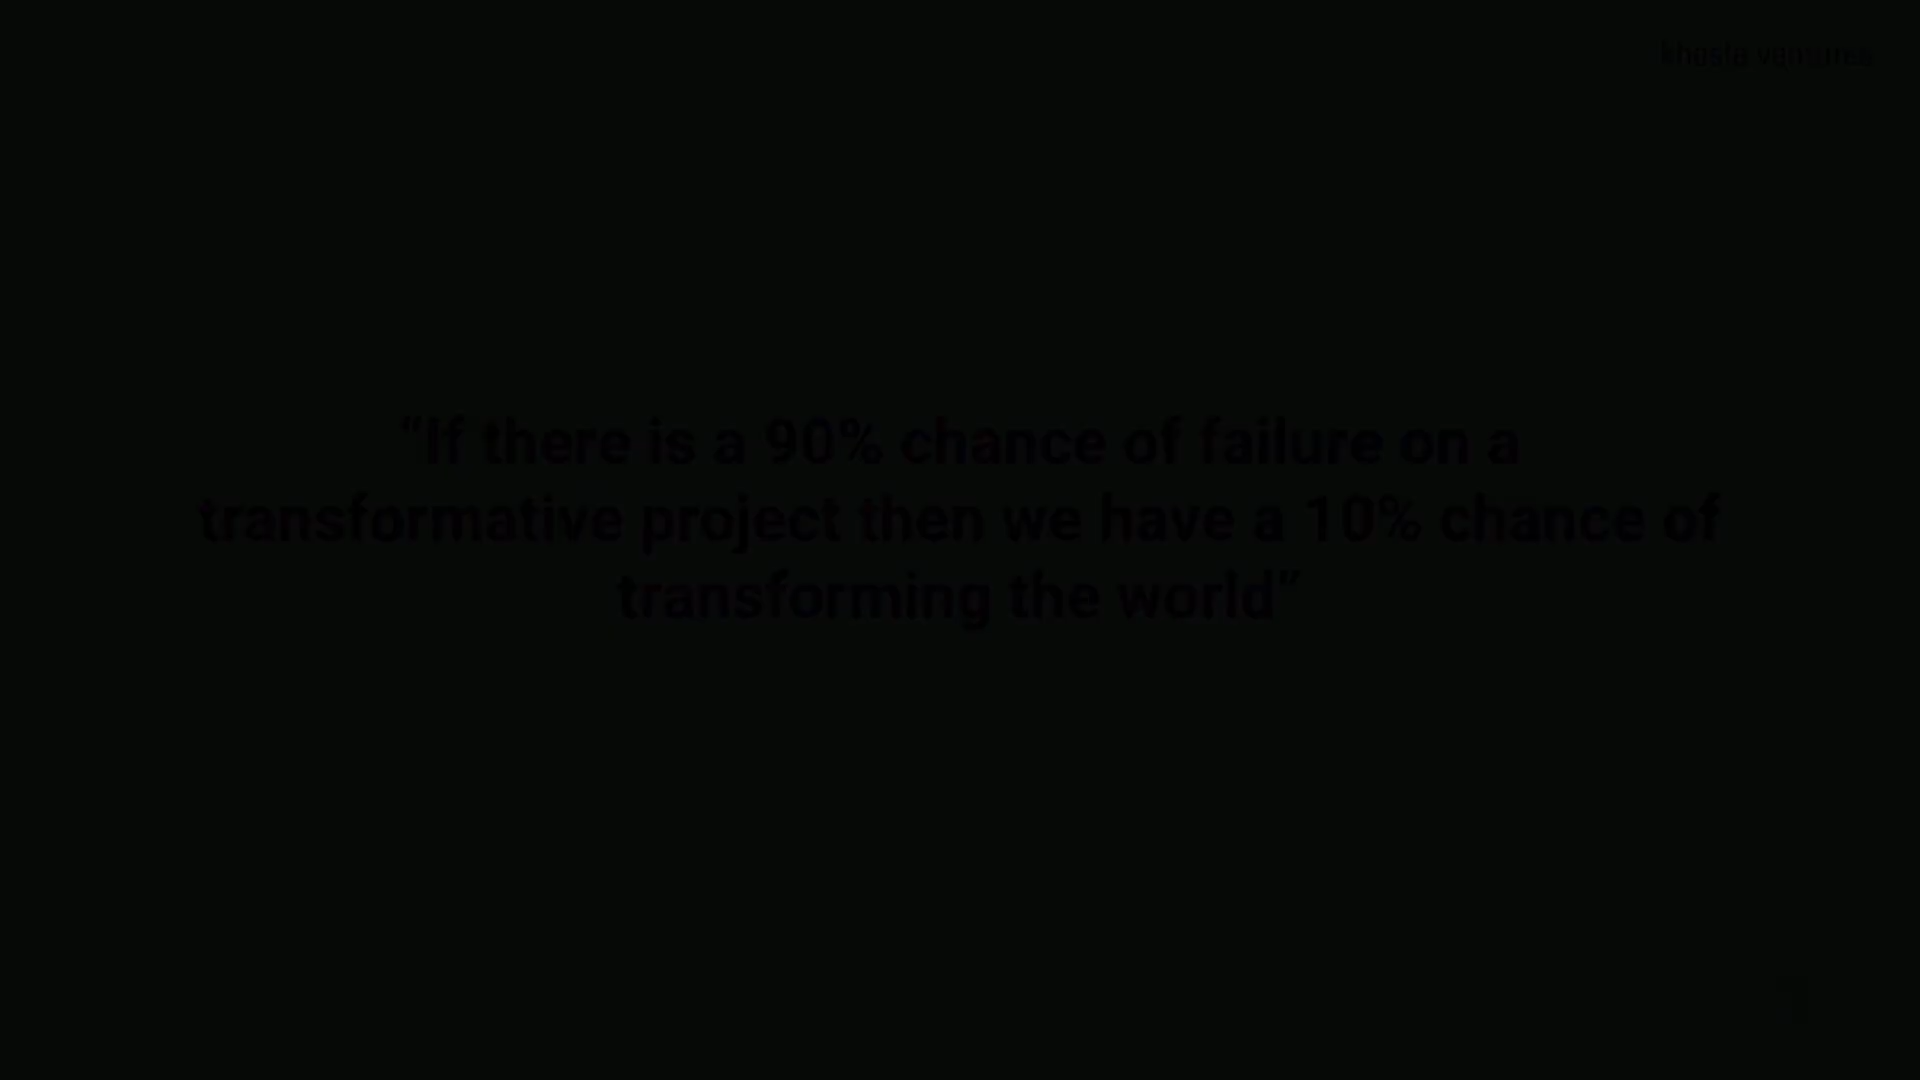 khosla ventures
“If there is a 90% chance of failure on a
transformative project then we have a 10% chance of
transforming the world”